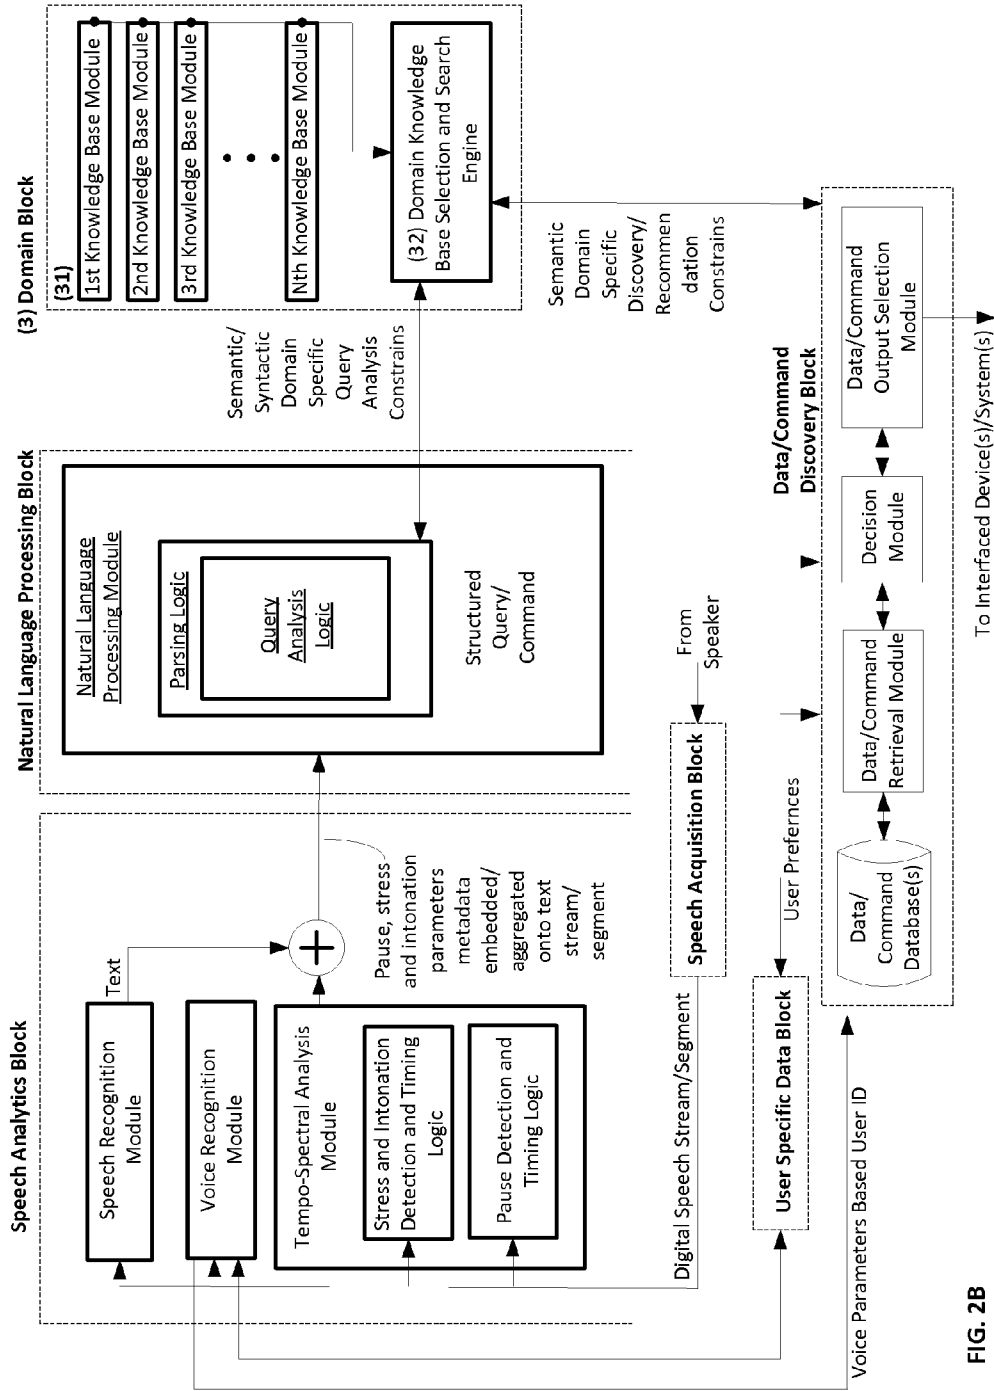 Speech Analytics Block
Speech Recognition
Module
Text
Voice Recognition
Module
Tempo-Spectral Analysis
Module
Stress and Intonation
Detection and Timing
Logic
Pause Detection and
Timing Logic
Pause, stress
and intonation
parameters
metadata
embedded/
aggregated
onto text
stream/
segment
Natural Language Processing Block
Natural Language
Processing Module
Parsing Logic
Query
Analysis
Logic
Structured
Query/
Command
Semantic/
Syntactic
Domain
Specific
Query
Analysis
Constrains
(3) Domain Block
(31)
1st Knowledge Base Module
2nd Knowledge Base Module
3rd Knowledge Base Module
Nth Knowledge Base Module
(32) Domain Knowledge
Base Selection and Search
Engine
Semantic
Domain
Specific
Discovery/
Recommen
dation
Constrains
Digital Speech Stream/Segment
Speech Acquisition Block
From
Speaker
User Specific Data Block
User Prefernces
Data/Command
Discovery Block
Data/
Command
Database(s)
Data/Command
Retrieval Module
Decision
Module
Data/Command
Output Selection
Module
Voice Parameters Based User ID
To Interfaced Device(s)/System(s)
FIG. 2B